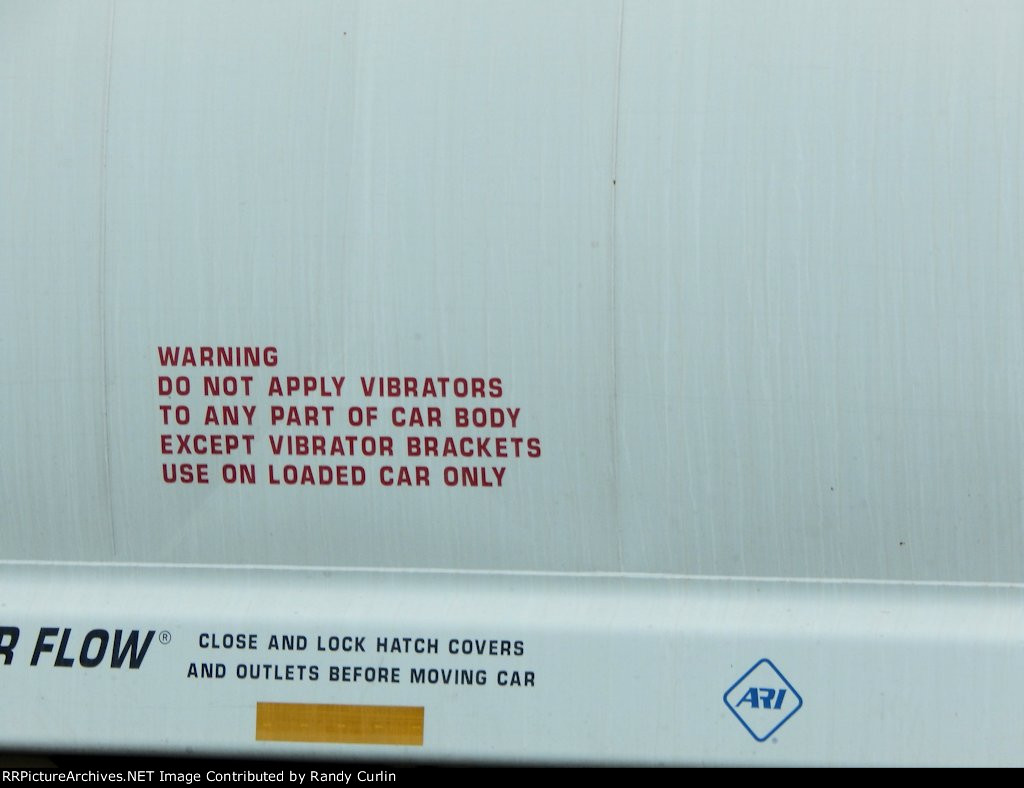 WARNING
DO NOT APPLY VIBRATORS
TO ANY PART OF CAR BODY
EXCEPT VIBRATOR BRACKETS
USE ON LOADED CAR ONLY
R FLOW®
CLOSE AND LOCK HATCH COVERS
AND OUTLETS BEFORE MOVING CAR
ARI
RRPictureArchives.NET Image Contributed by Randy Curlin